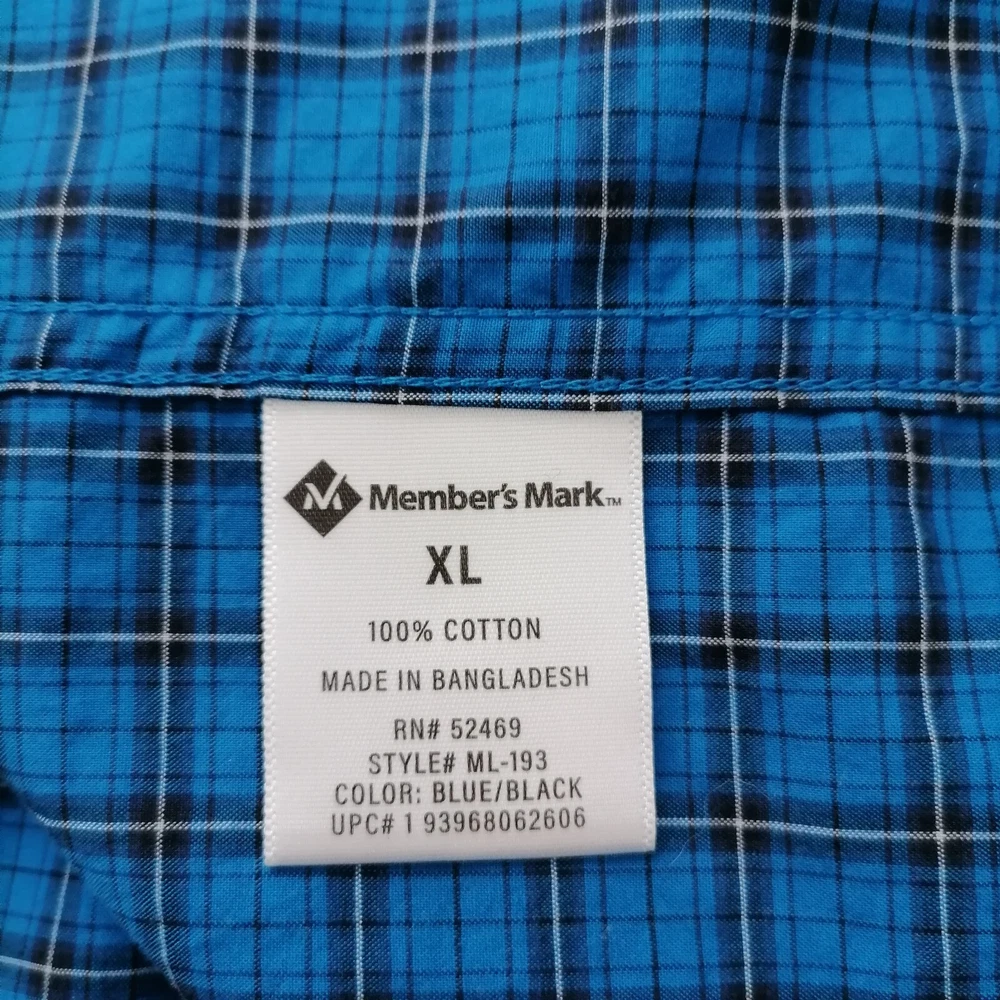 Member's Mark™
XL
100% COTTON
MADE IN BANGLADESH
RN# 52469
STYLE# ML-193
COLOR: BLUE/BLACK
UPC# 1 93968062606